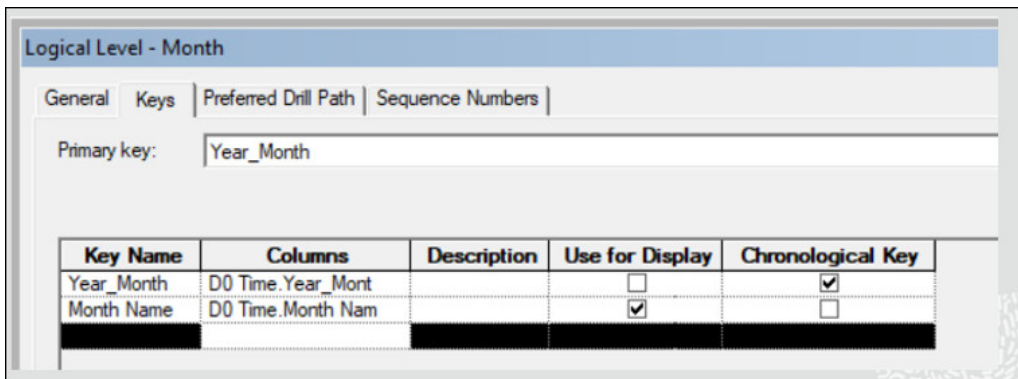 Logical Level - Month
General Keys Preferred Drill Path Sequence Numbers
Primary key: Year_Month
Key Name Columns Description Use for Display Chronological Key
Year_Month D0 Time.Year_Mont
Month Name D0 Time.Month Nam